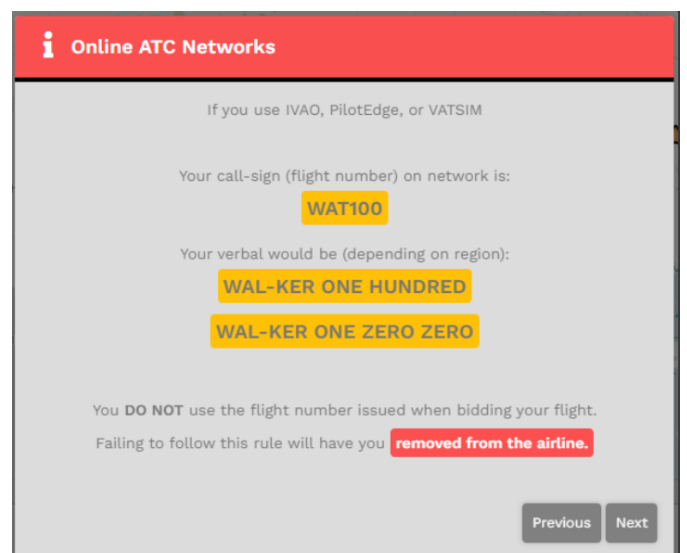 Online ATC Networks
If you use IVAO, PilotEdge, or VATSIM
Your call-sign (flight number) on network is:
WAT100
Your verbal would be (depending on region):
WAL-KER ONE HUNDRED
WAL-KER ONE ZERO ZERO
You DO NOT use the flight number issued when bidding your flight.
Failing to follow this rule will have you removed from the airline.
Previous Next